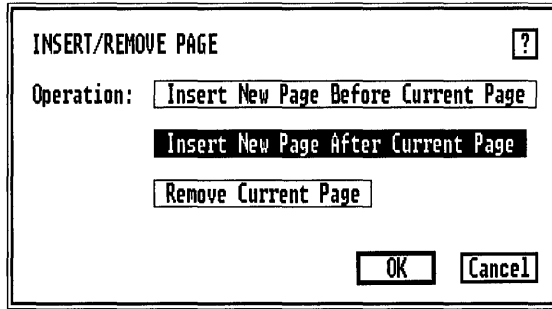 INSERT/REMOVE PAGE ?
Operation: Insert New Page Before Current Page
Insert New Page After Current Page
Remove Current Page
OK Cancel